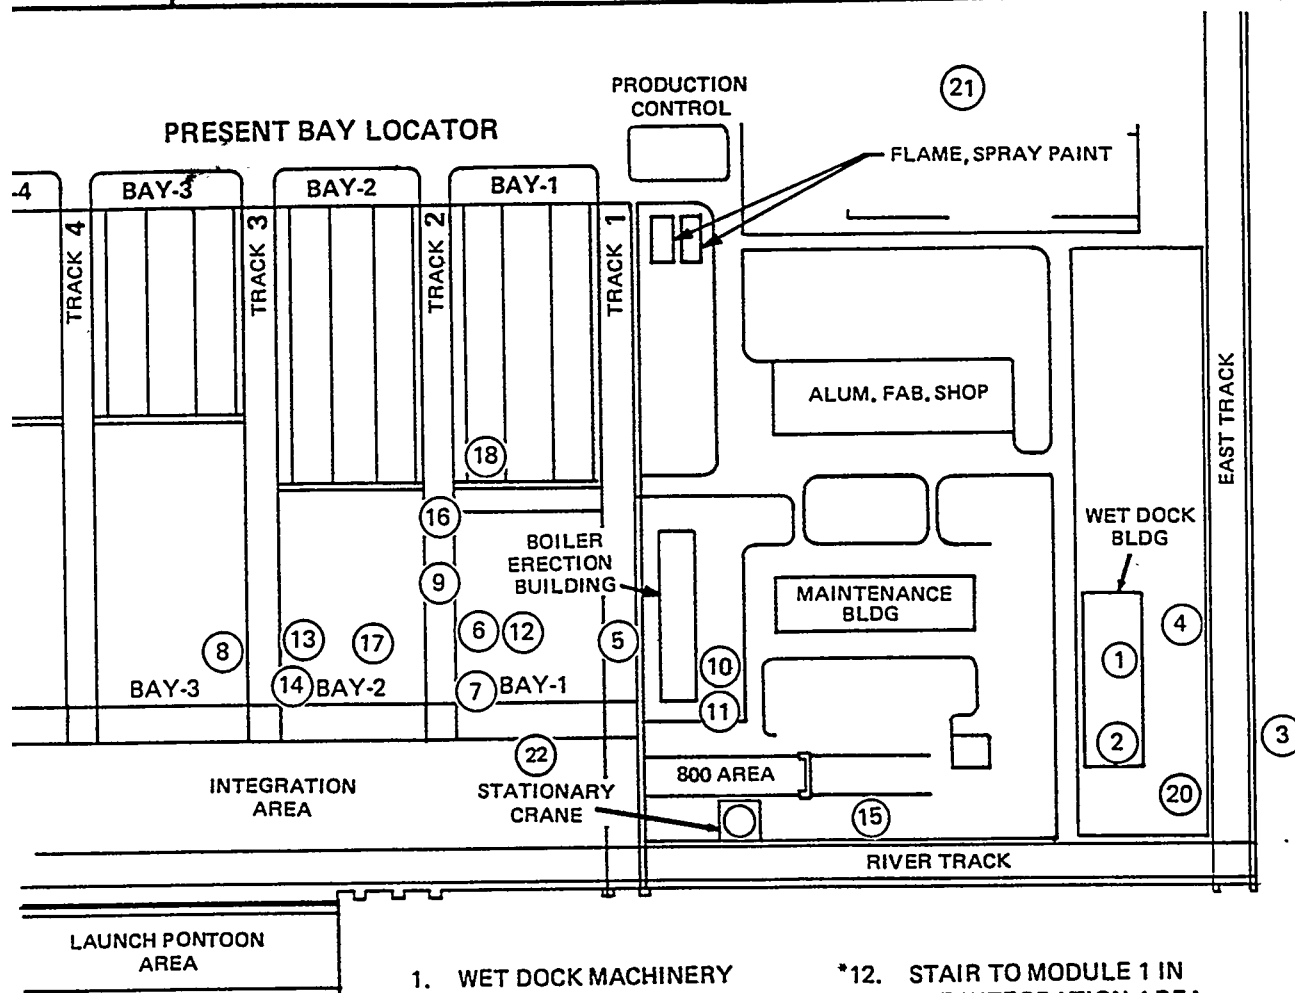 PRODUCTION
CONTROL
21
PRESENT BAY LOCATOR
FLAME, SPRAY PAINT
-4
BAY-3
BAY-2
BAY-1
TRACK 4
TRACK 3
TRACK 2
TRACK 1
ALUM. FAB. SHOP
EAST TRACK
18
16
WET DOCK
BLDG
BOILER
ERECTION
BUILDING
9
MAINTENANCE
BLDG
8
13
17
6
12
5
10
1
4
BAY-3
14
BAY-2
7
BAY-1
11
2
3
22
INTEGRATION
AREA
STATIONARY
CRANE
800 AREA
15
20
RIVER TRACK
LAUNCH PONTOON
AREA
1. WET DOCK MACHINERY
*12. STAIR TO MODULE 1 IN